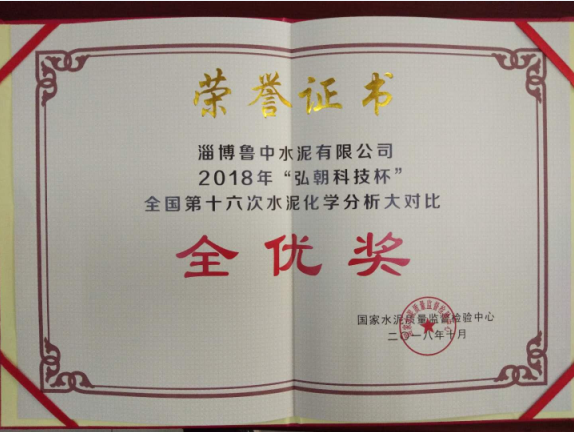 荣誉证书
淄博鲁中水泥有限公司
2018年“弘朝科技杯”
全国第十六次水泥化学分析大对比
全优奖
国家水泥质量监督检验中心
二〇一八年十月